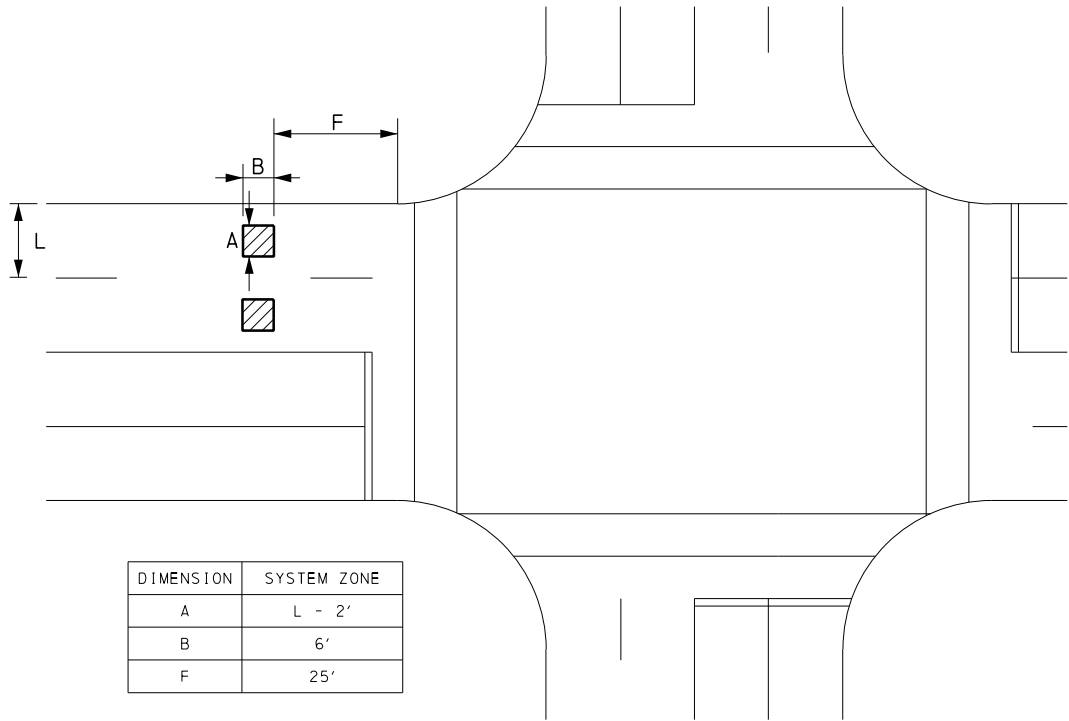 F
B
A
L
DIMENSION SYSTEM ZONE
A L - 2'
B 6'
F 25'